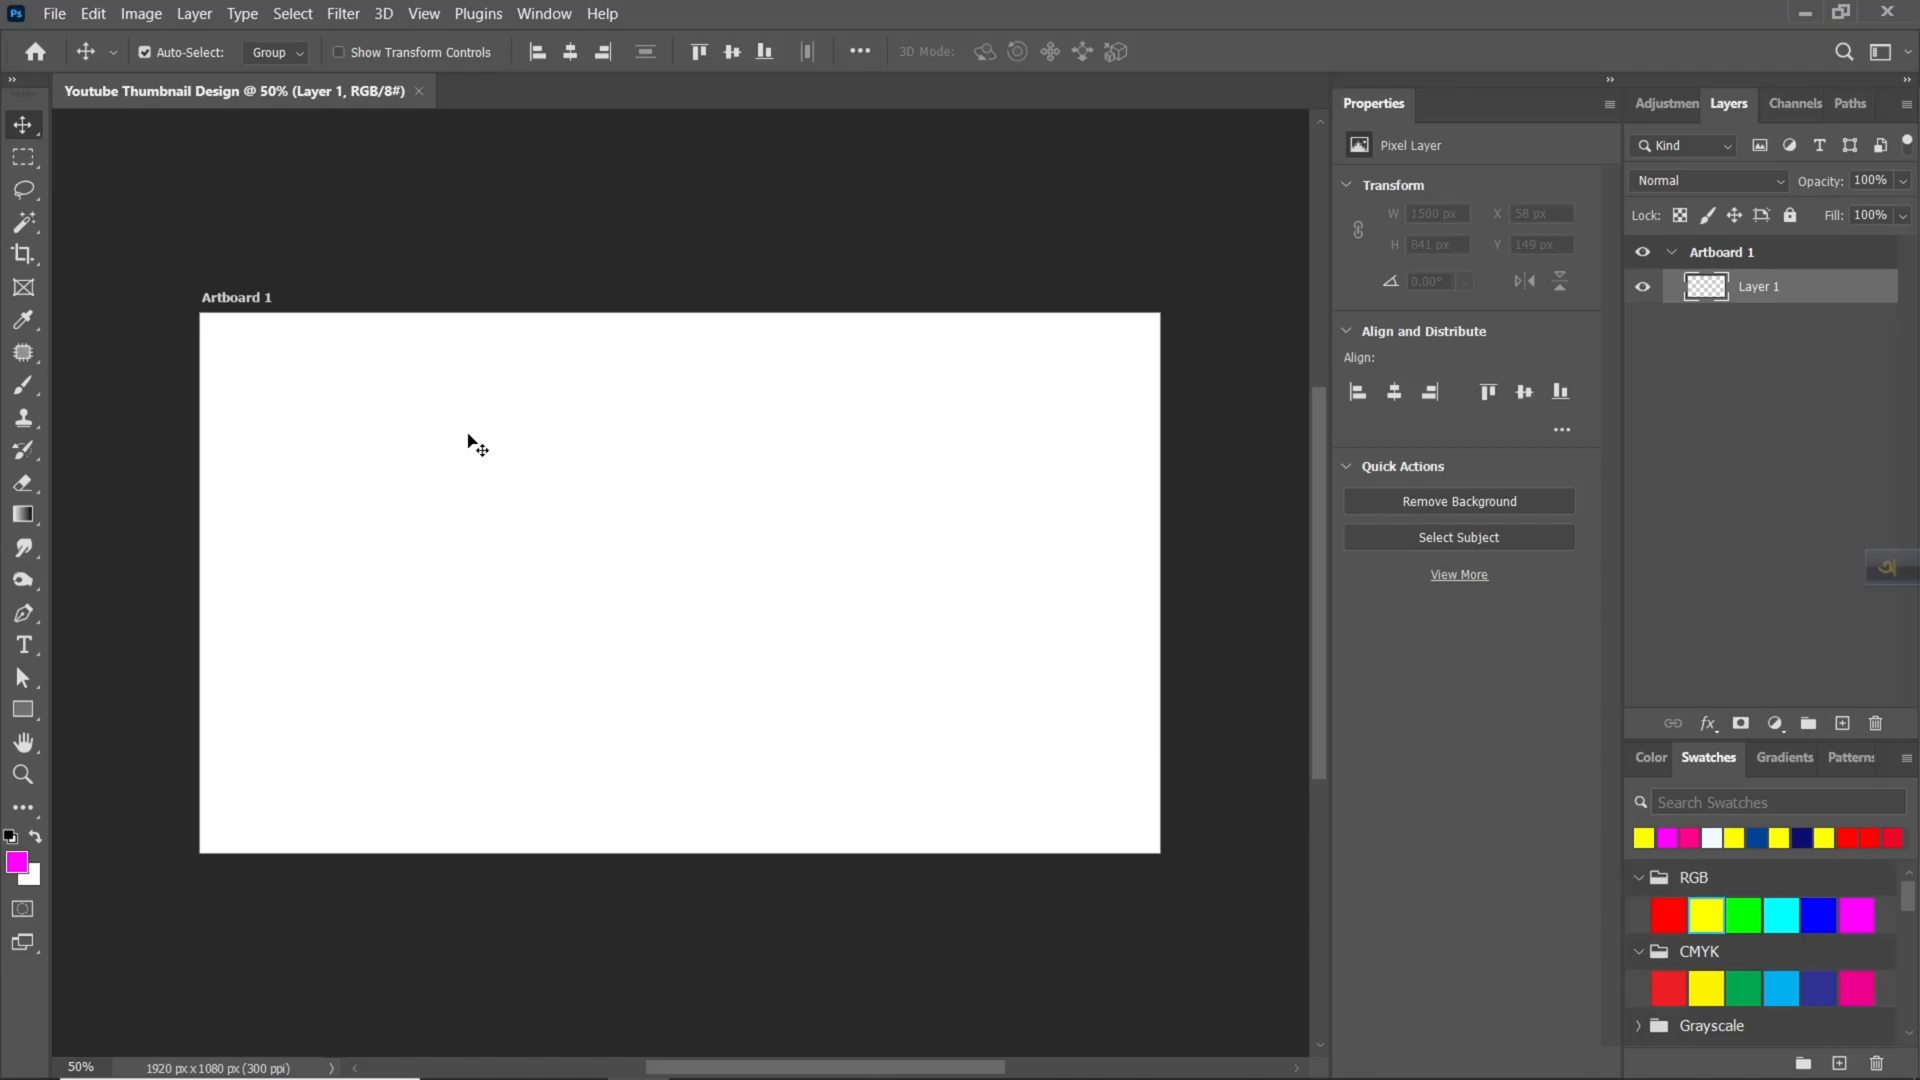 Ps File Edit Image Layer Type Select Filter 3D View Plugins Window Help
Auto-Select: Group Show Transform Controls 3D Mode:
Youtube Thumbnail Design @ 50% (Layer 1, RGB/8#)
Artboard 1
50% 1920 px x 1080 px (300 ppi)
Properties
Pixel Layer
Transform
W 1500 px X 58 px
H 841 px Y 149 px
0.00°
Align and Distribute
Align:
Quick Actions
Remove Background
Select Subject
View More
Adjustmen Layers Channels Paths
Kind
Normal Opacity: 100%
Lock: Fill: 100%
Artboard 1
Layer 1
অ
Color Swatches Gradients Patterns
Search Swatches
RGB
CMYK
Grayscale